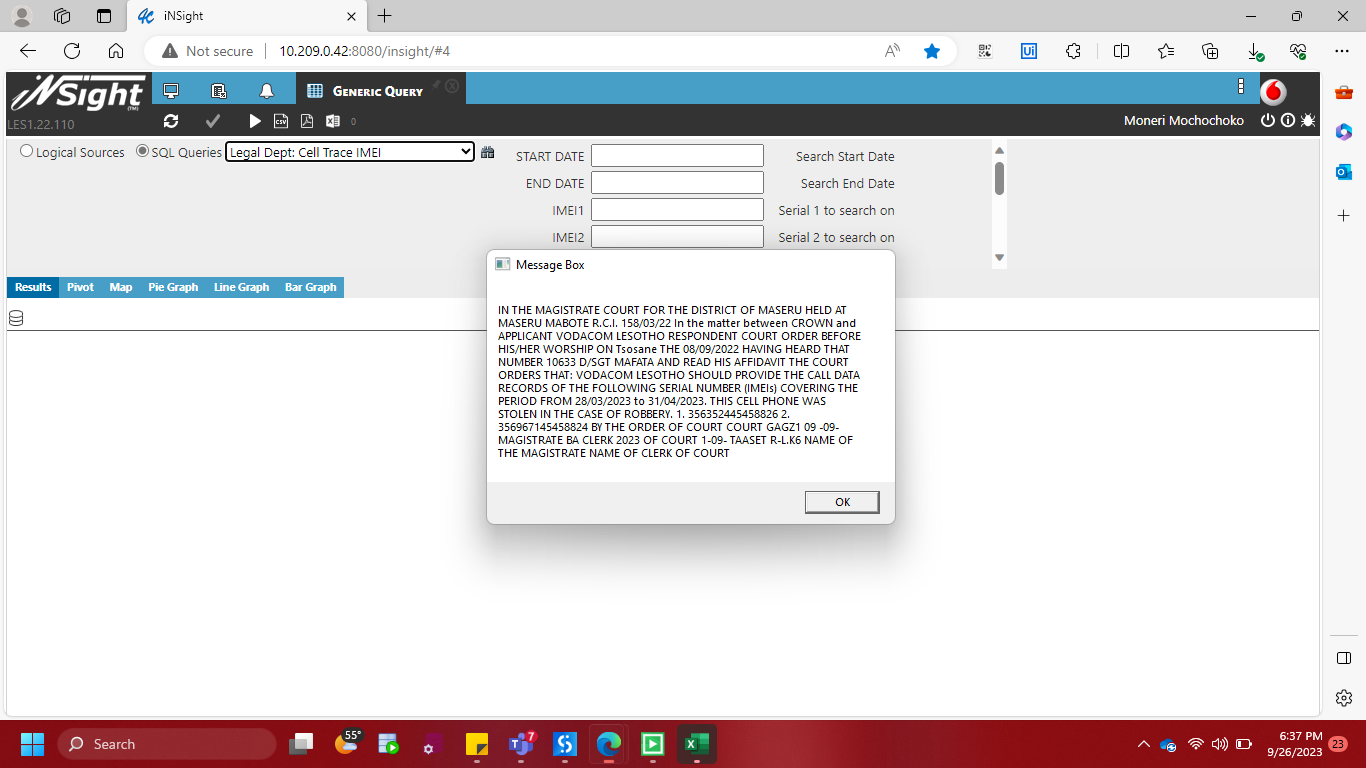 iNSight
Not secure
10.209.0.42:8080/insight/#4
iNSight
(TM)
LES1.22.110
GENERIC QUERY
CSV
0
Moneri Mochochoko
Logical Sources
SQL Queries
Legal Dept: Cell Trace IMEI
START DATE
Search Start Date
END DATE
Search End Date
IMEI1
Serial 1 to search on
IMEI2
Serial 2 to search on
Results
Pivot
Map
Pie Graph
Line Graph
Bar Graph
Message Box
IN THE MAGISTRATE COURT FOR THE DISTRICT OF MASERU HELD AT
MASERU MABOTE R.C.I. 158/03/22 In the matter between CROWN and
APPLICANT VODACOM LESOTHO RESPONDENT COURT ORDER BEFORE
HIS/HER WORSHIP ON Tsosane THE 08/09/2022 HAVING HEARD THAT
NUMBER 10633 D/SGT MAFATA AND READ HIS AFFIDAVIT THE COURT
ORDERS THAT: VODACOM LESOTHO SHOULD PROVIDE THE CALL DATA
RECORDS OF THE FOLLOWING SERIAL NUMBER (IMEIs) COVERING THE
PERIOD FROM 28/03/2023 to 31/04/2023. THIS CELL PHONE WAS
STOLEN IN THE CASE OF ROBBERY. 1. 356352445458826 2.
356967145458824 BY THE ORDER OF COURT COURT GAGZ1 09 -09-
MAGISTRATE BA CLERK 2023 OF COURT 1-09- TAASET R-L.K6 NAME OF
THE MAGISTRATE NAME OF CLERK OF COURT
OK
55°
Search
7
6:37 PM
9/26/2023
23